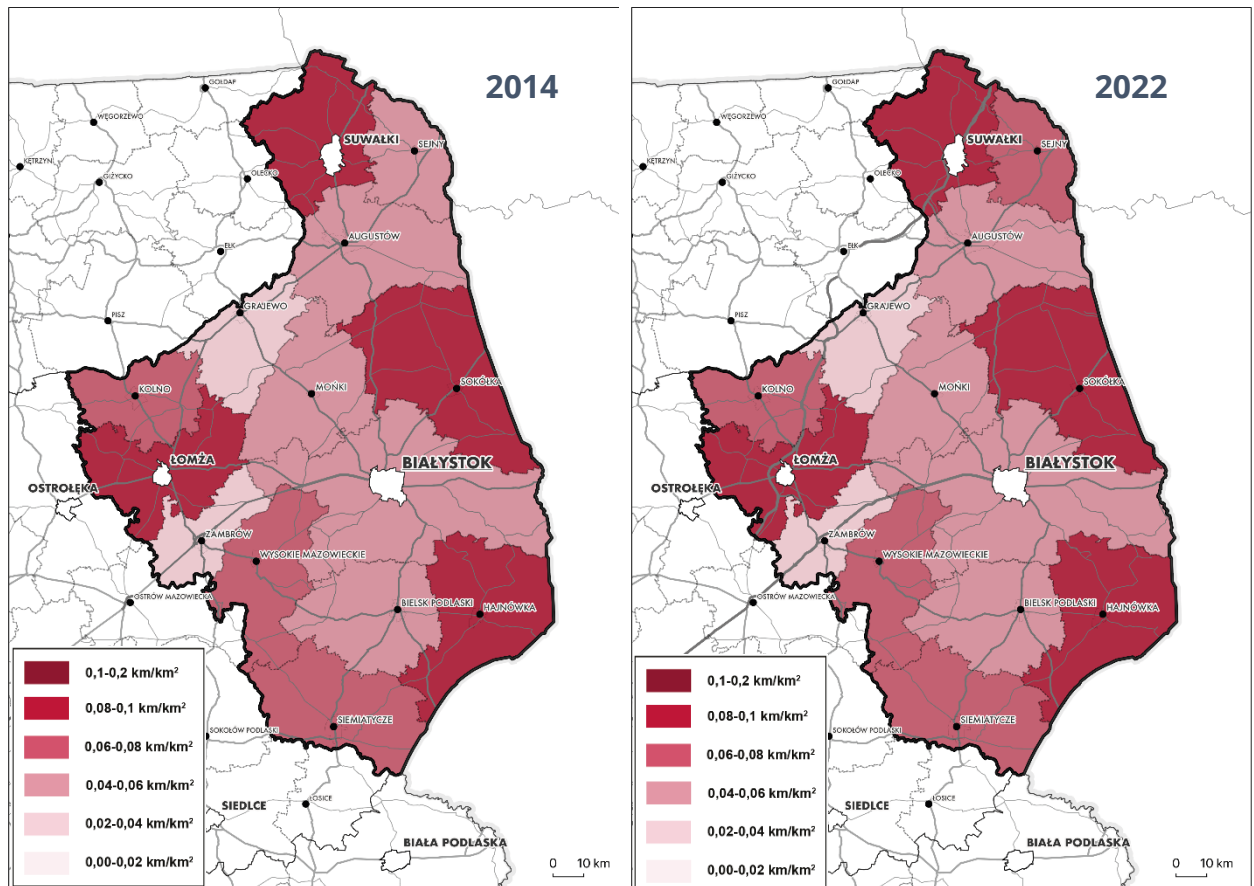 2014
GOŁDAP
WĘGORZEWO
SUWAŁKI
SEJNY
KĘTRZYN
GIŻYCKO
OLECKO
EŁK
AUGUSTÓW
GRAJEWO
PISZ
KOLNO
MOŃKI
SOKÓŁKA
ŁOMŻA
BIAŁYSTOK
OSTROŁĘKA
ZAMBRÓW
WYSOKIE MAZOWIECKIE
OSTRÓW MAZOWIECKA
BIELSK PODLASKI
HAJNÓWKA
SIEMIATYCZE
SOKOŁÓW PODLASKI
ŁOSICE
SIEDLCE
BIAŁA PODLASKA
0,1-0,2 km/km²
0,08-0,1 km/km²
0,06-0,08 km/km²
0,04-0,06 km/km²
0,02-0,04 km/km²
0,00-0,02 km/km²
0 10 km
2022
GOŁDAP
WĘGORZEWO
SUWAŁKI
SEJNY
KĘTRZYN
GIŻYCKO
OLECKO
EŁK
AUGUSTÓW
GRAJEWO
PISZ
KOLNO
MOŃKI
SOKÓŁKA
ŁOMŻA
BIAŁYSTOK
OSTROŁĘKA
ZAMBRÓW
WYSOKIE MAZOWIECKIE
OSTRÓW MAZOWIECKA
BIELSK PODLASKI
HAJNÓWKA
SIEMIATYCZE
SOKOŁÓW PODLASKI
ŁOSICE
SIEDLCE
BIAŁA PODLASKA
0,1-0,2 km/km²
0,08-0,1 km/km²
0,06-0,08 km/km²
0,04-0,06 km/km²
0,02-0,04 km/km²
0,00-0,02 km/km²
0 10 km